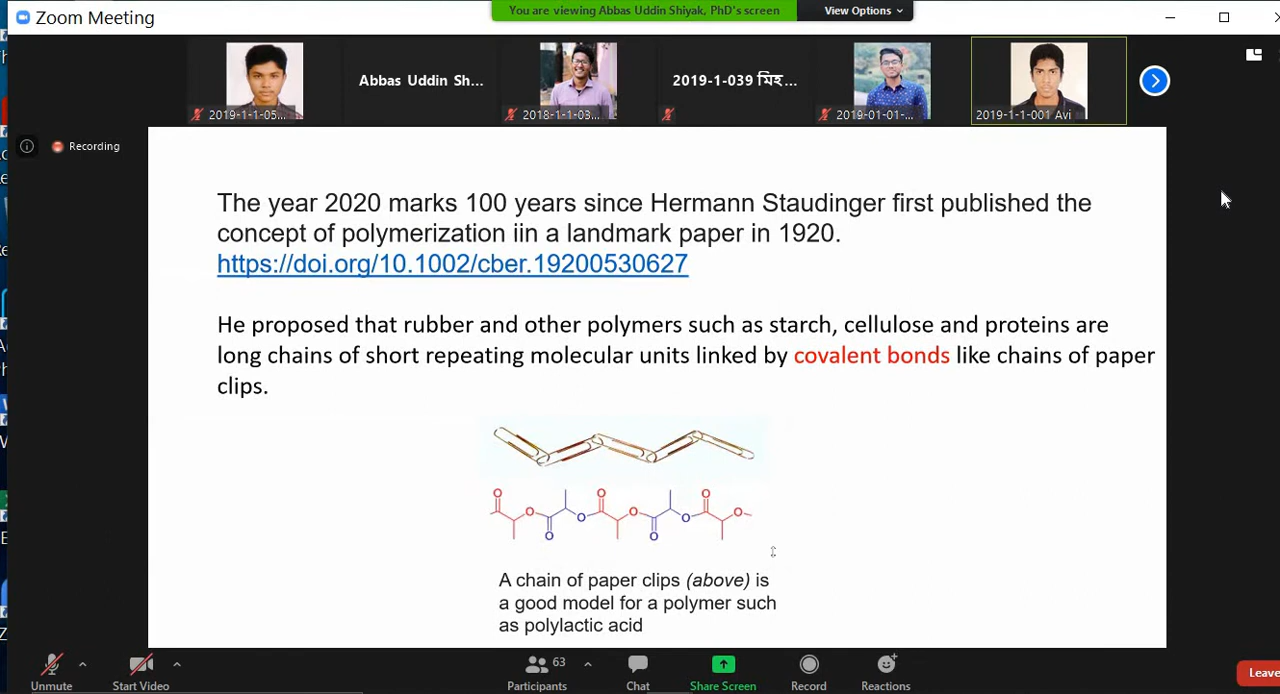 Zoom Meeting
You are viewing Abbas Uddin Shiyak, PhD's screen
View Options
Abbas Uddin Sh...
2019-1-039 মিহ...
2019-1-1-05...
2018-1-1-03...
2019-01-01-...
2019-1-1-001 Avi
Recording
The year 2020 marks 100 years since Hermann Staudinger first published the
concept of polymerization iin a landmark paper in 1920.
https://doi.org/10.1002/cber.19200530627
He proposed that rubber and other polymers such as starch, cellulose and proteins are
long chains of short repeating molecular units linked by covalent bonds like chains of paper
clips.
O O O O O O
O O O O
A chain of paper clips (above) is
a good model for a polymer such
as polylactic acid
63
Unmute
Start Video
Participants
Chat
Share Screen
Record
Reactions
Leave